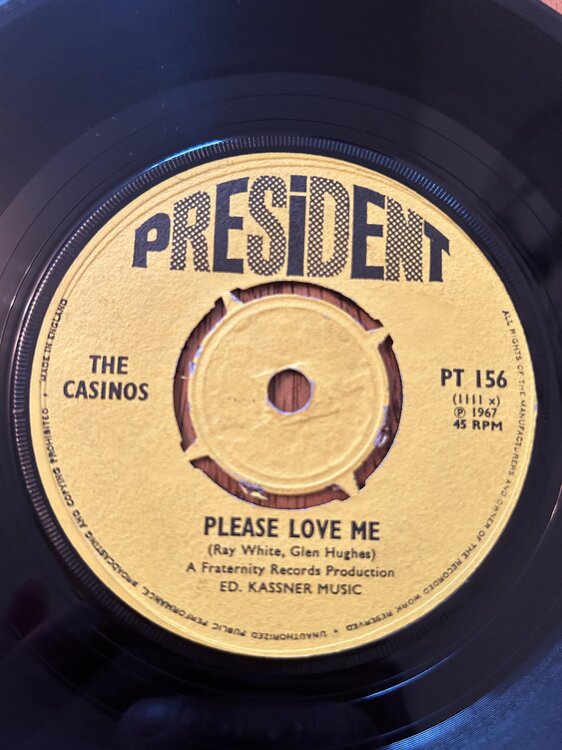 PRESiDENT
THE
CASINOS
PT 156
(1111 x)
℗ 1967
45 RPM
PLEASE LOVE ME
(Ray White, Glen Hughes)
A Fraternity Records Production
ED. KASSNER MUSIC
ALL RIGHTS OF THE MANUFACTURERS AND OWNER OF THE RECORDED WORK RESERVED • UNAUTHORIZED PUBLIC PERFORMANCE, BROADCASTING AND COPYING PROHIBITED • MADE IN ENGLAND